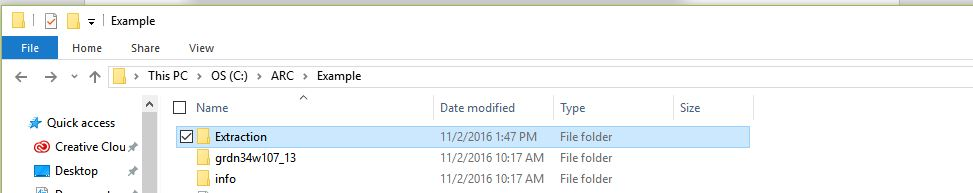 Example
File Home Share View
This PC > OS (C:) > ARC > Example
Name Date modified Type Size
Quick access
Extraction 11/2/2016 1:47 PM File folder
Creative Clou
grdn34w107_13 11/2/2016 10:17 AM File folder
Desktop
info 11/2/2016 10:17 AM File folder